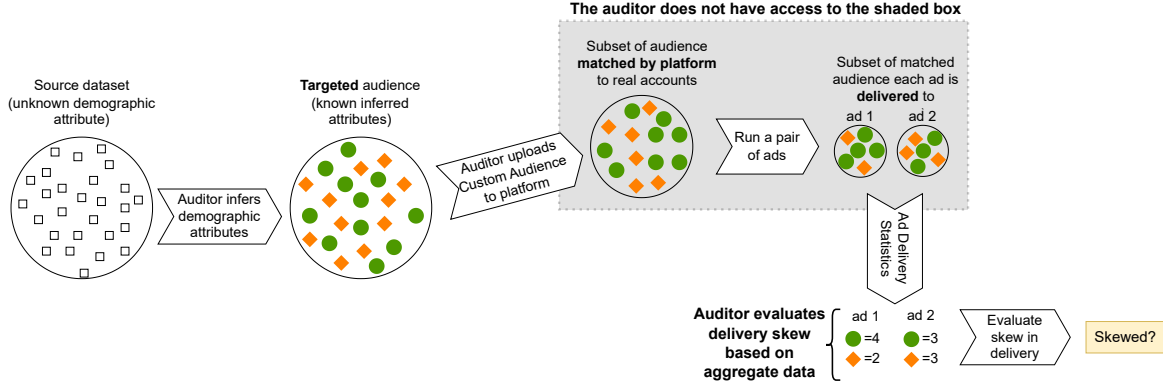 The auditor does not have access to the shaded box
Source dataset
(unknown demographic
attribute)
Auditor infers
demographic
attributes
Targeted audience
(known inferred
attributes)
Auditor uploads
Custom Audience
to platform
Subset of audience
matched by platform
to real accounts
Run a pair
of ads
Subset of matched
audience each ad is
delivered to
ad 1 ad 2
Ad Delivery
Statistics
Auditor evaluates
delivery skew
based on
aggregate data
ad 1 ad 2
=4 =3
=2 =3
Evaluate
skew in
delivery
Skewed?